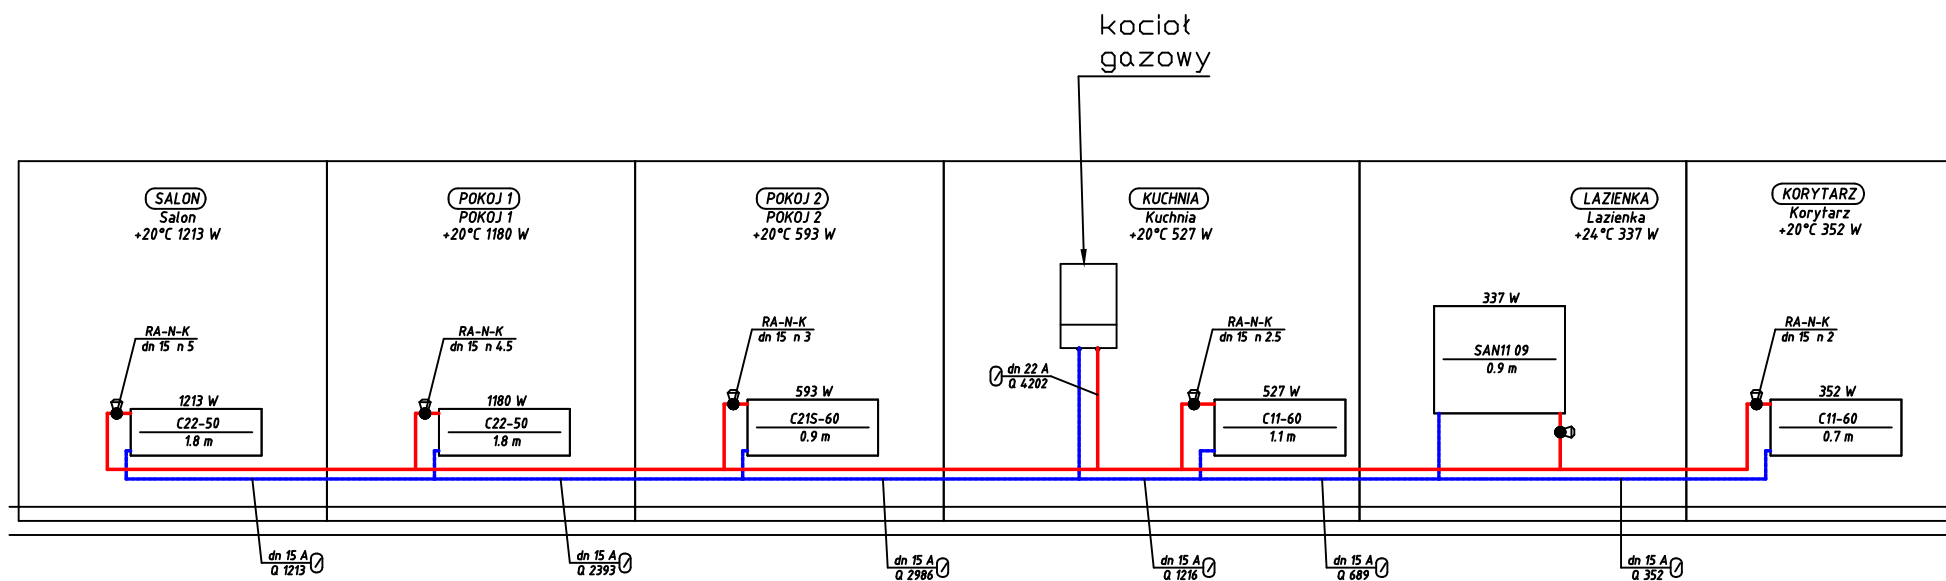 kocioł
gazowy
SALON
Salon
+20°C 1213 W
POKOJ 1
POKOJ 1
+20°C 1180 W
POKOJ 2
POKOJ 2
+20°C 593 W
KUCHNIA
Kuchnia
+20°C 527 W
LAZIENKA
Lazienka
+24°C 337 W
KORYTARZ
Korytarz
+20°C 352 W
RA-N-K
dn 15 n 5
1213 W
C22-50
1.8 m
RA-N-K
dn 15 n 4.5
1180 W
C22-50
1.8 m
RA-N-K
dn 15 n 3
593 W
C21S-60
0.9 m
dn 22 A
Q 4202
RA-N-K
dn 15 n 2.5
527 W
C11-60
1.1 m
337 W
SAN11 09
0.9 m
RA-N-K
dn 15 n 2
352 W
C11-60
0.7 m
dn 15 A
Q 1213
dn 15 A
Q 2393
dn 15 A
Q 2986
dn 15 A
Q 1216
dn 15 A
Q 689
dn 15 A
Q 352